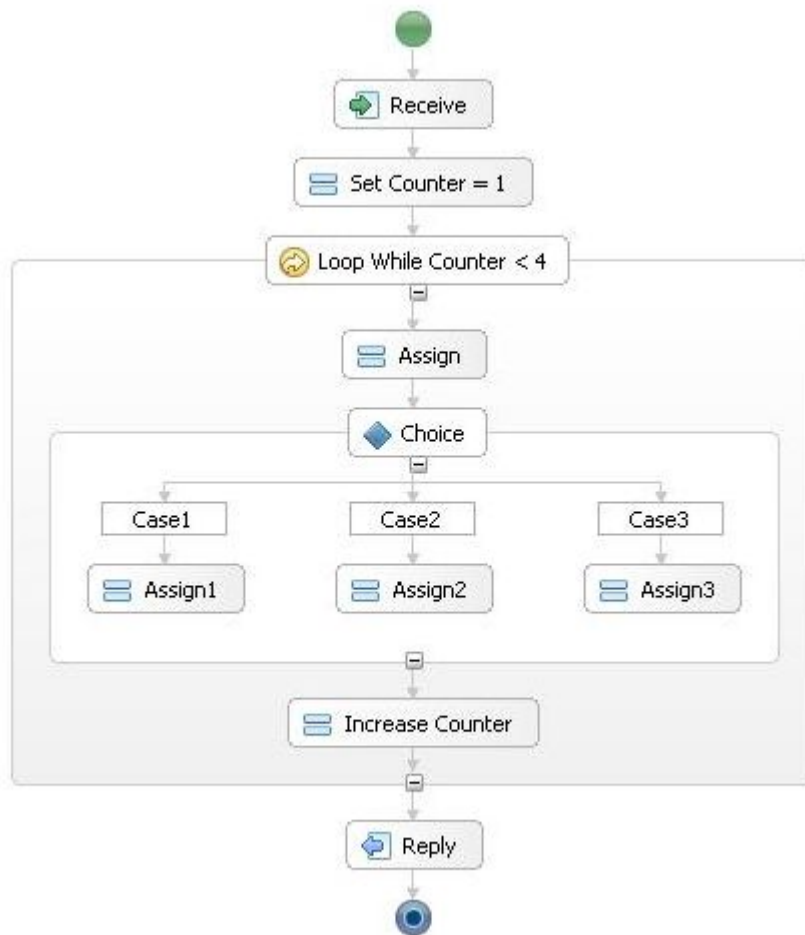 Receive
Set Counter = 1
Loop While Counter < 4
Assign
Choice
Case1
Case2
Case3
Assign1
Assign2
Assign3
Increase Counter
Reply